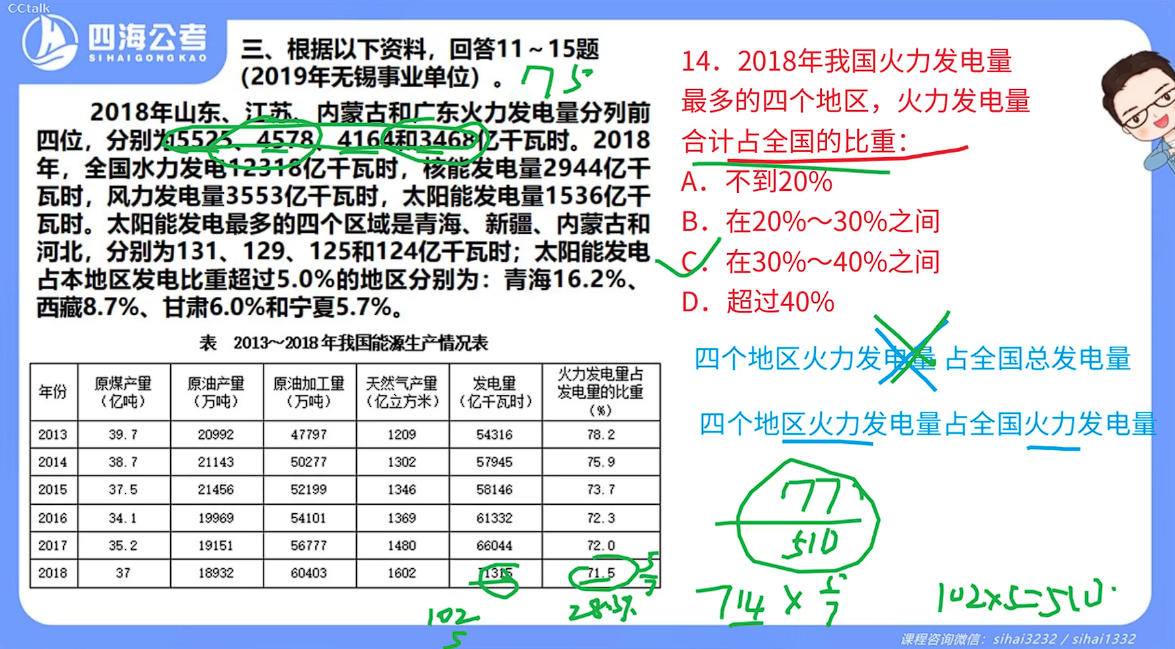 CCtalk
四海公考
SIHAIGONGKAO
三、根据以下资料，回答11～15题
(2019年无锡事业单位）。
75
2018年山东、江苏、内蒙古和广东火力发电量分列前
四位，分别为5525、4578、4164和3468亿千瓦时。2018
年，全国水力发电12318亿千瓦时，核能发电量2944亿千
瓦时，风力发电量3553亿千瓦时，太阳能发电量1536亿千
瓦时。太阳能发电最多的四个区域是青海、新疆、内蒙古和
河北，分别为131、129、125和124亿千瓦时；太阳能发电
占本地区发电比重超过5.0%的地区分别为：青海16.2%、
西藏8.7%、甘肃6.0%和宁夏5.7%。
表 2013～2018年我国能源生产情况表
年份 原煤产量（亿吨） 原油产量（万吨） 原油加工量（万吨） 天然气产量（亿立方米） 发电量（亿千瓦时） 火力发电量占发电量的比重（%）
2013 39.7 20992 47797 1209 54316 78.2
2014 38.7 21143 50277 1302 57945 75.9
2015 37.5 21456 52199 1346 58146 73.7
2016 34.1 19969 54101 1369 61332 72.3
2017 35.2 19151 56777 1480 66044 72.0
2018 37 18932 60403 1602 71315 71.5
5
7
102
5
28.5%
14．2018年我国火力发电量
最多的四个地区，火力发电量
合计占全国的比重：
A．不到20%
B．在20%～30%之间
C．在30%～40%之间
D．超过40%
四个地区火力发电量 占全国总发电量
四个地区火力发电量占全国火力发电量
77
510
714 × 5
7
102×5=510
课程咨询微信：sihai3232 / sihai1332